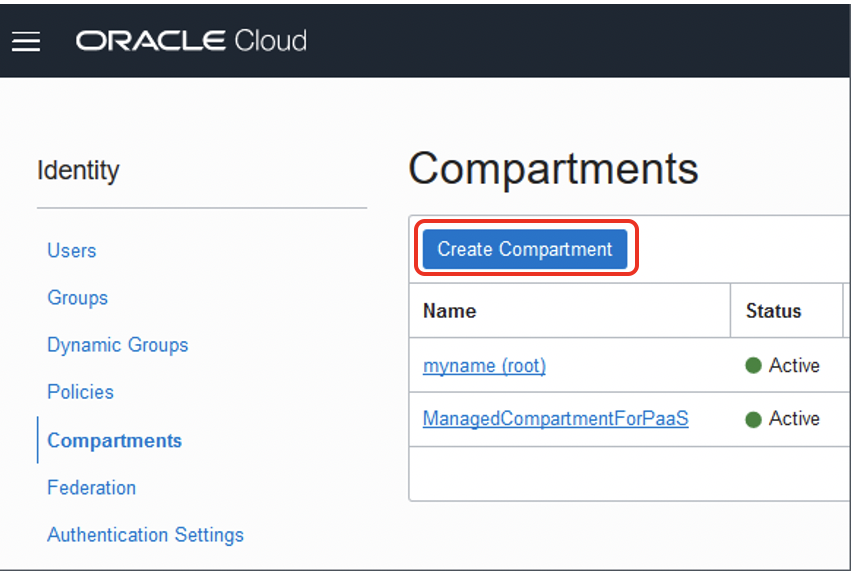 ORACLE Cloud
Identity
Users
Groups
Dynamic Groups
Policies
Compartments
Federation
Authentication Settings
Compartments
Create Compartment
Name Status
myname (root) Active
ManagedCompartmentForPaaS Active